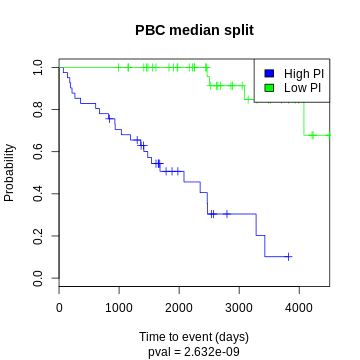 PBC median split
High PI
Low PI
Probability
1.0
0.8
0.6
0.4
0.2
0.0
0 1000 2000 3000 4000
Time to event (days)
pval = 2.632e-09